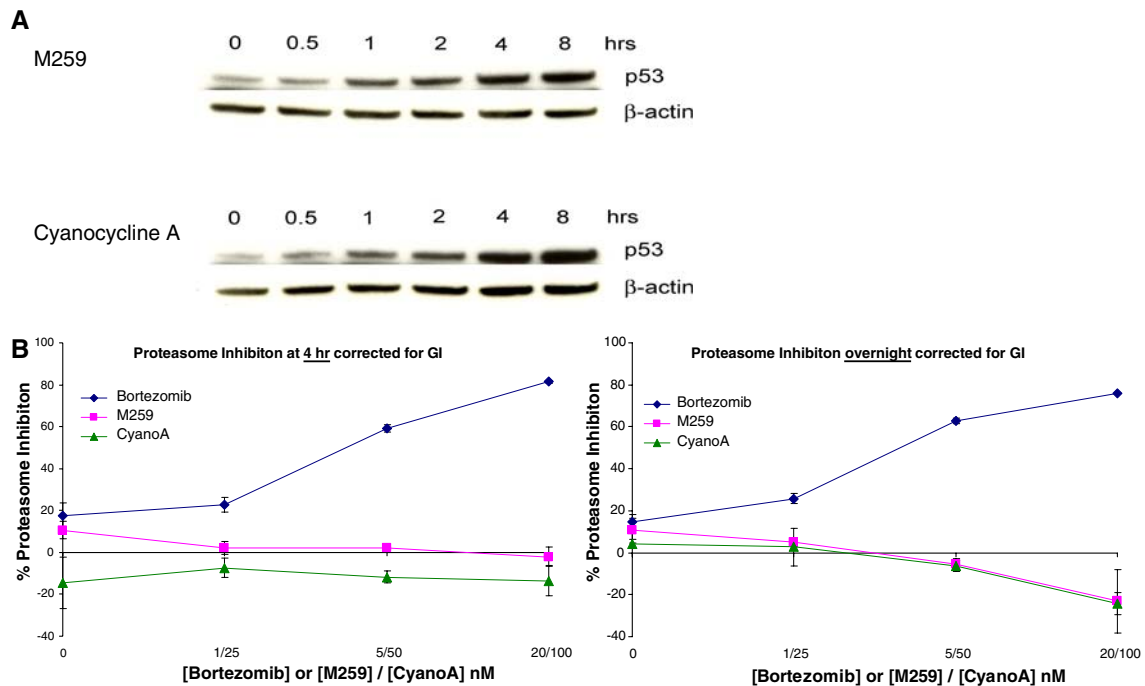 A
M259
0 0.5 1 2 4 8 hrs
p53
β-actin
Cyanocycline A
0 0.5 1 2 4 8 hrs
p53
β-actin
B
Proteasome Inhibiton at 4 hr corrected for GI
% Proteasome Inhibiton
100
80
60
40
20
0
-20
-40
Bortezomib
M259
CyanoA
0 1/25 5/50 20/100
[Bortezomib] or [M259] / [CyanoA] nM
Proteasome Inhibiton overnight corrected for GI
% Proteasome Inhibiton
100
80
60
40
20
0
-20
-40
Bortezomib
M259
CyanoA
0 1/25 5/50 20/100
[Bortezomib] or [M259] / [CyanoA] nM